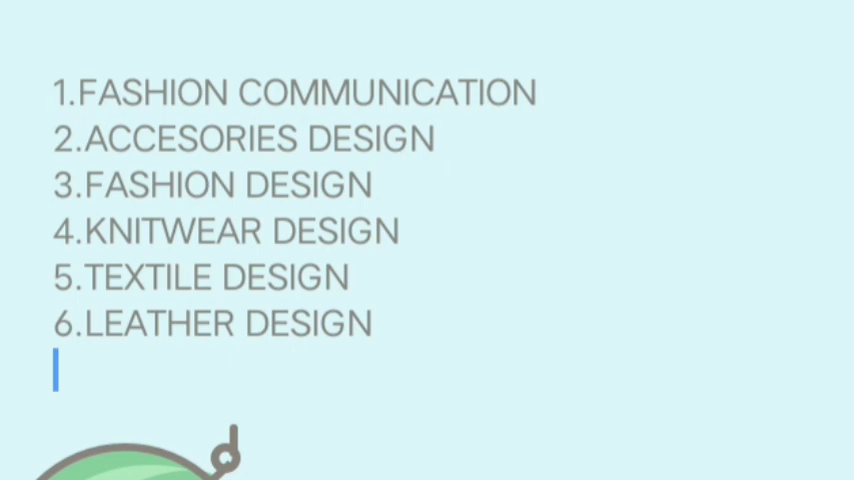 1.FASHION COMMUNICATION
2.ACCESORIES DESIGN
3.FASHION DESIGN
4.KNITWEAR DESIGN
5.TEXTILE DESIGN
6.LEATHER DESIGN